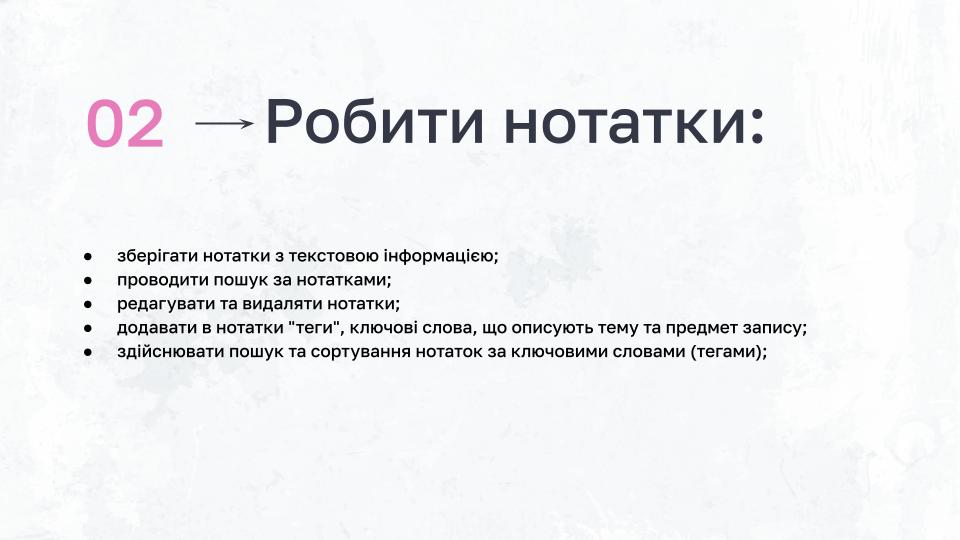 02 Робити нотатки:
● зберігати нотатки з текстовою інформацією;
● проводити пошук за нотатками;
● редагувати та видаляти нотатки;
● додавати в нотатки "теги", ключові слова, що описують тему та предмет запису;
● здійснювати пошук та сортування нотаток за ключовими словами (тегами);